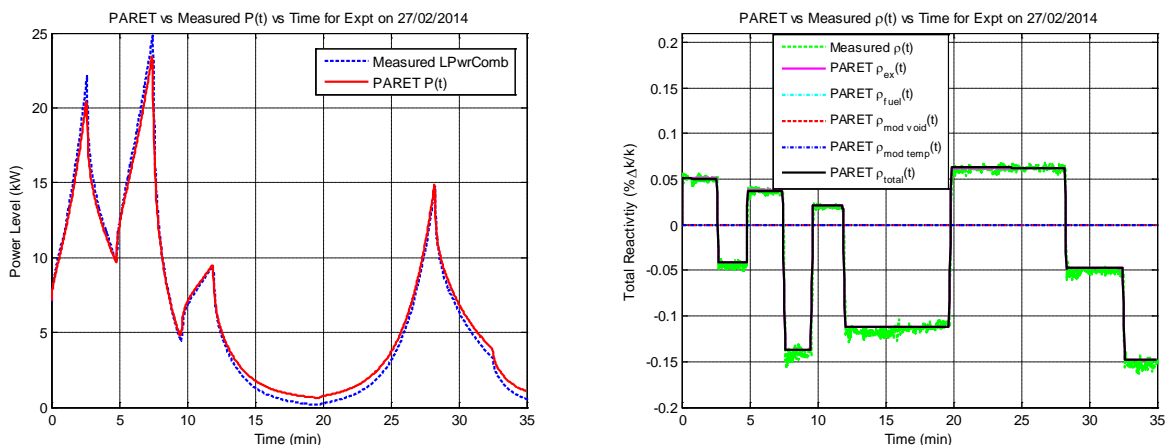 PARET vs Measured P(t) vs Time for Expt on 27/02/2014
25
20
15
10
5
0
Power Level (kW)
Measured LPwrComb
PARET P(t)
0 5 10 15 20 25 30 35
Time (min)
PARET vs Measured ρ(t) vs Time for Expt on 27/02/2014
0.2
0.15
0.1
0.05
0
-0.05
-0.1
-0.15
-0.2
Total Reactivtiy (% Δk/k)
Measured ρ(t)
PARET ρex(t)
PARET ρfuel(t)
PARET ρmod void(t)
PARET ρmod temp(t)
PARET ρtotal(t)
0 5 10 15 20 25 30 35
Time (min)